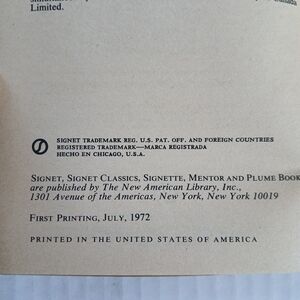 Limited.
SIGNET TRADEMARK REG. U.S. PAT. OFF. AND FOREIGN COUNTRIES
REGISTERED TRADEMARK—MARCA REGISTRADA
HECHO EN CHICAGO, U.S.A.
SIGNET, SIGNET CLASSICS, SIGNETTE, MENTOR AND PLUME BOOK
are published by The New American Library, Inc.,
1301 Avenue of the Americas, New York, New York 10019
FIRST PRINTING, JULY, 1972
PRINTED IN THE UNITED STATES OF AMERICA